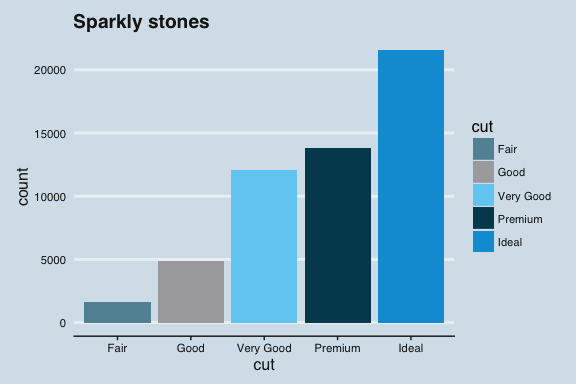 Sparkly stones
count
20000
15000
10000
5000
0
Fair
Good
Very Good
Premium
Ideal
cut
cut
Fair
Good
Very Good
Premium
Ideal